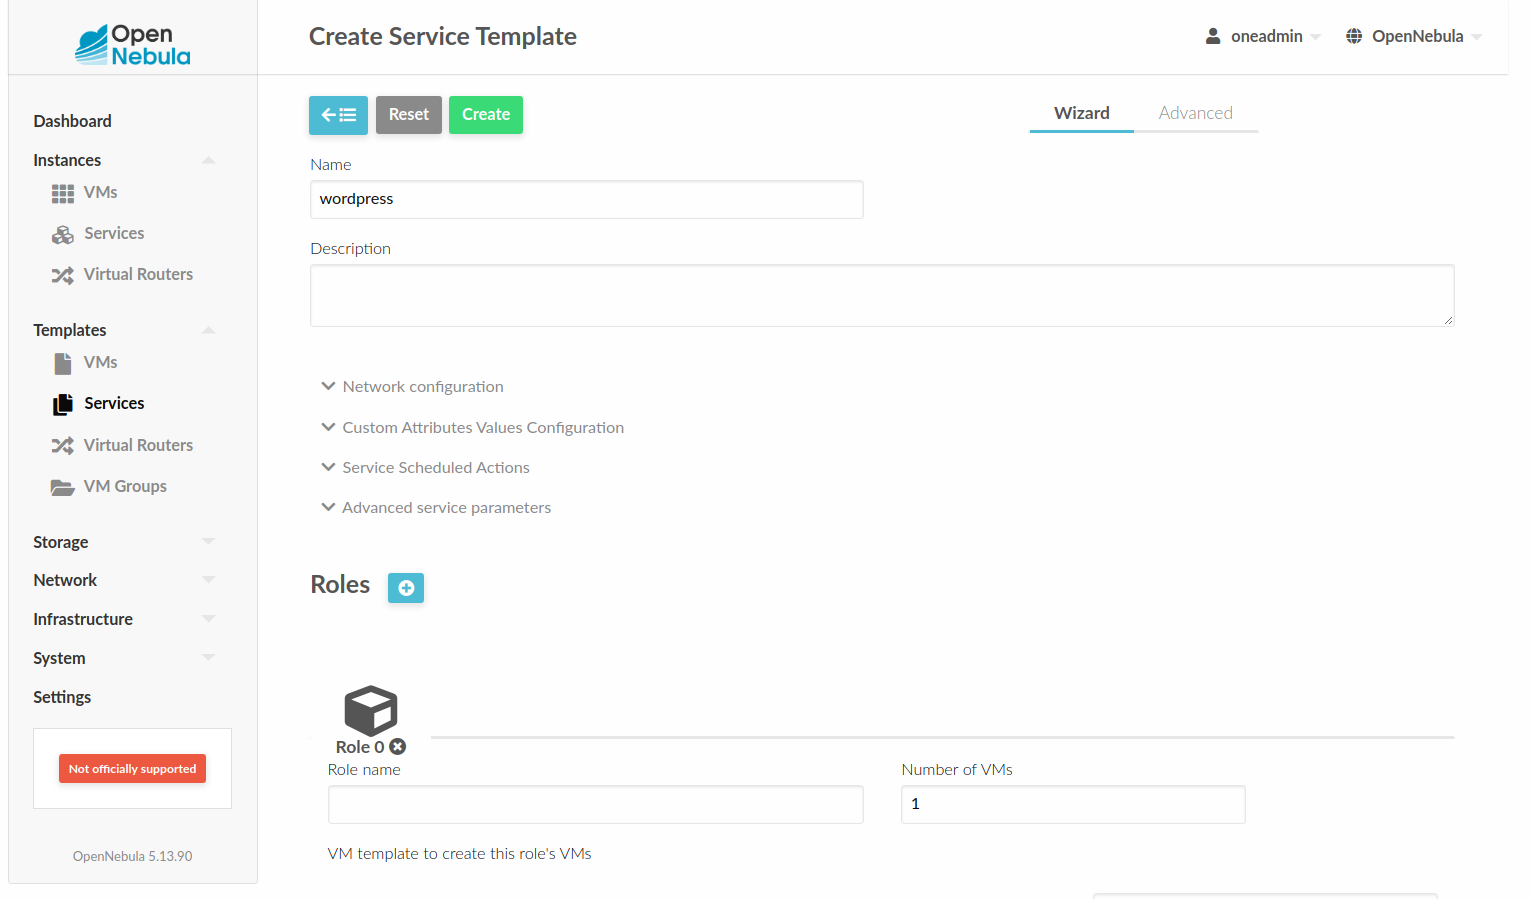 Open
Nebula
Create Service Template
oneadmin
OpenNebula
Dashboard
Instances
VMs
Services
Virtual Routers
Templates
VMs
Services
Virtual Routers
VM Groups
Storage
Network
Infrastructure
System
Settings
Not officially supported
OpenNebula 5.13.90
Reset
Create
Wizard
Advanced
Name
wordpress
Description
Network configuration
Custom Attributes Values Configuration
Service Scheduled Actions
Advanced service parameters
Roles
Role 0
Role name
Number of VMs
1
VM template to create this role's VMs